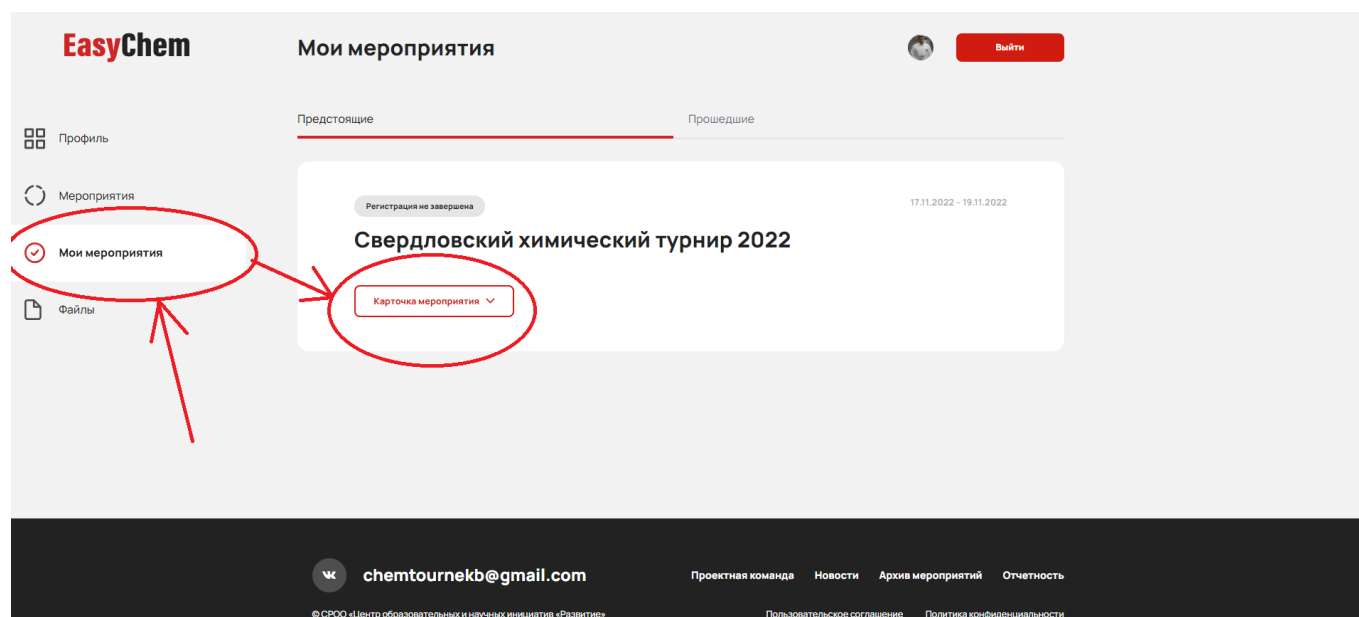 EasyChem
Мои мероприятия
Выйти
Предстоящие
Прошедшие
Профиль
Мероприятия
Мои мероприятия
Файлы
Регистрация не завершена
17.11.2022 - 19.11.2022
Свердловский химический турнир 2022
Карточка мероприятия
chemtournekb@gmail.com
Проектная команда Новости Архив мероприятий Отчетность
© СРОО «Центр образовательных и научных инициатив «Развитие»
Пользовательское соглашение Политика конфиденциальности